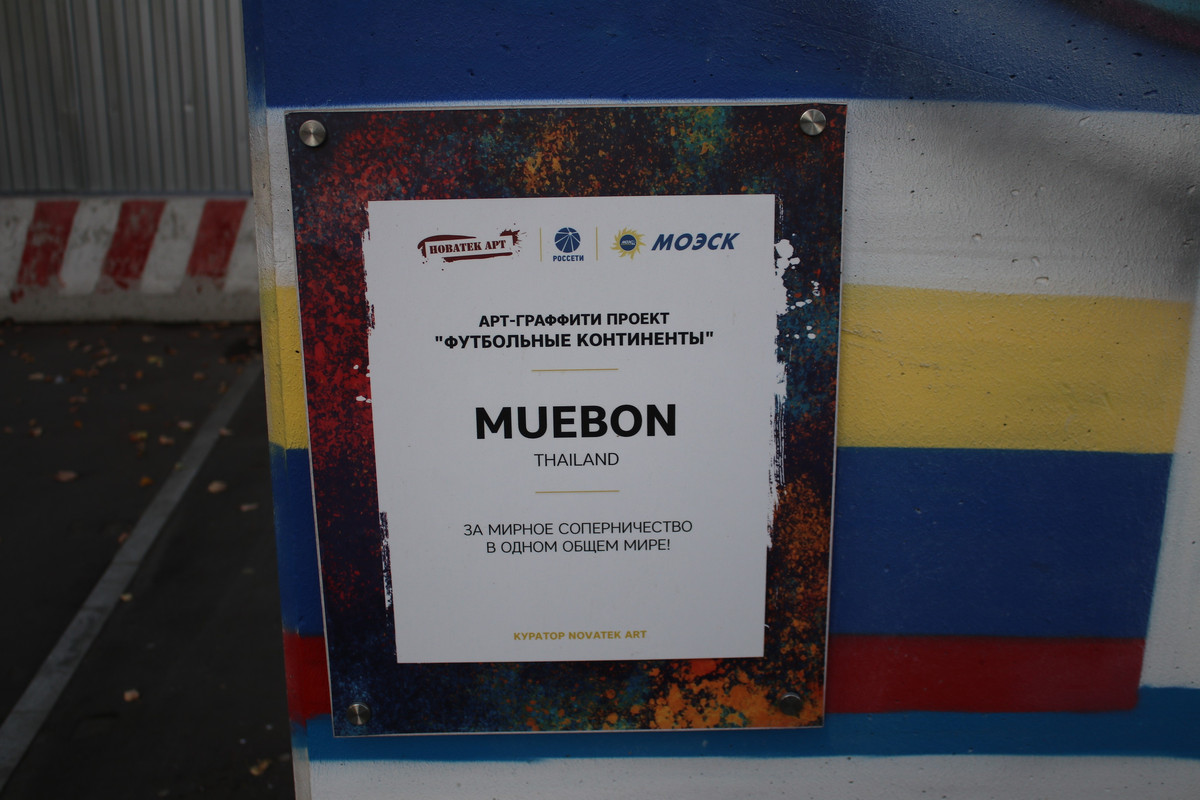 НОВАТЕК АРТ
РОССЕТИ
МОЭСК
АРТ-ГРАФФИТИ ПРОЕКТ
"ФУТБОЛЬНЫЕ КОНТИНЕНТЫ"
MUEBON
THAILAND
ЗА МИРНОЕ СОПЕРНИЧЕСТВО
В ОДНОМ ОБЩЕМ МИРЕ!
КУРАТОР NOVATEK ART